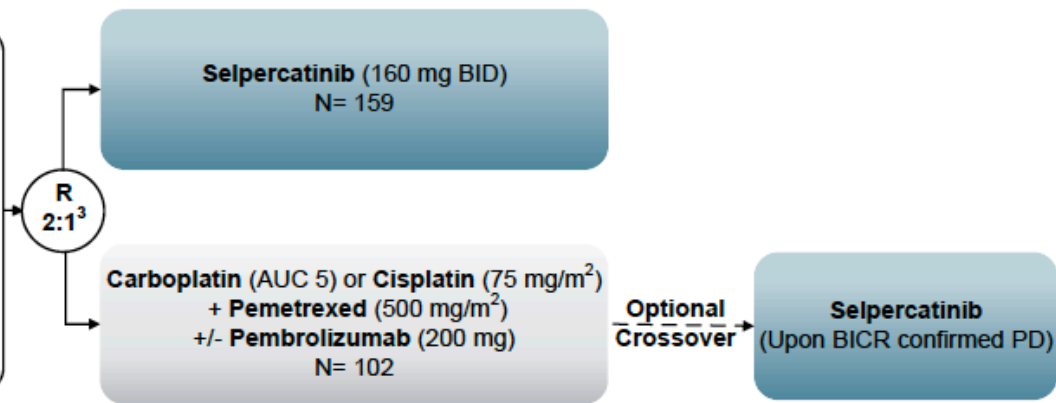 Selpercatinib (160 mg BID)
N= 159
R
2:1³
Carboplatin (AUC 5) or Cisplatin (75 mg/m²)
+ Pemetrexed (500 mg/m²)
+/- Pembrolizumab (200 mg)
N= 102
Optional
Crossover
Selpercatinib
(Upon BICR confirmed PD)